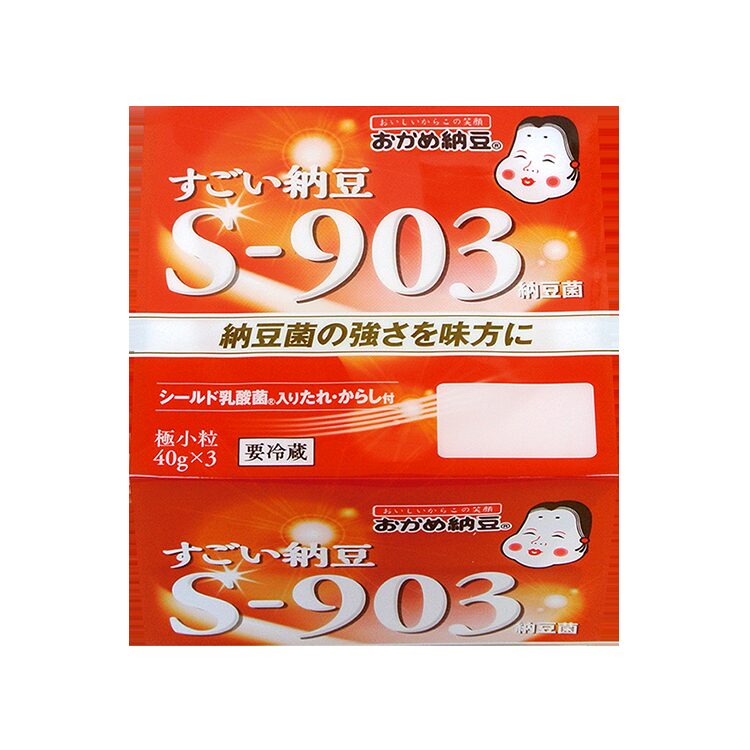 おいしいからこの笑顔
おかめ納豆®
すごい納豆
S-903
納豆菌
納豆菌の強さを味方に
シールド乳酸菌®入りたれ・からし付
極小粒
40g×3
要冷蔵
おいしいからこの笑顔
おかめ納豆®
すごい納豆
S-903
納豆菌